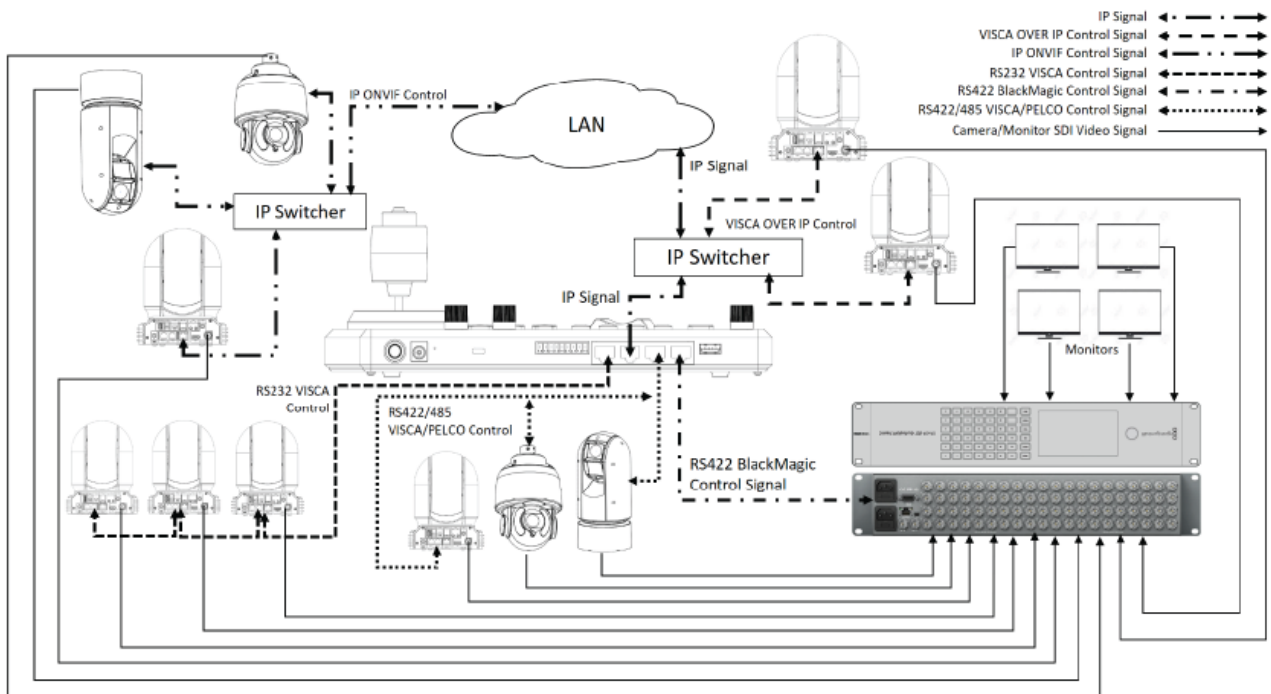 IP Signal
VISCA OVER IP Control Signal
IP ONVIF Control Signal
RS232 VISCA Control Signal
RS422 BlackMagic Control Signal
RS422/485 VISCA/PELCO Control Signal
Camera/Monitor SDI Video Signal
IP ONVIF Control
LAN
IP Signal
IP Switcher
VISCA OVER IP Control
IP Switcher
IP Signal
Monitors
RS232 VISCA
Control
RS422/485
VISCA/PELCO Control
RS422 BlackMagic
Control Signal